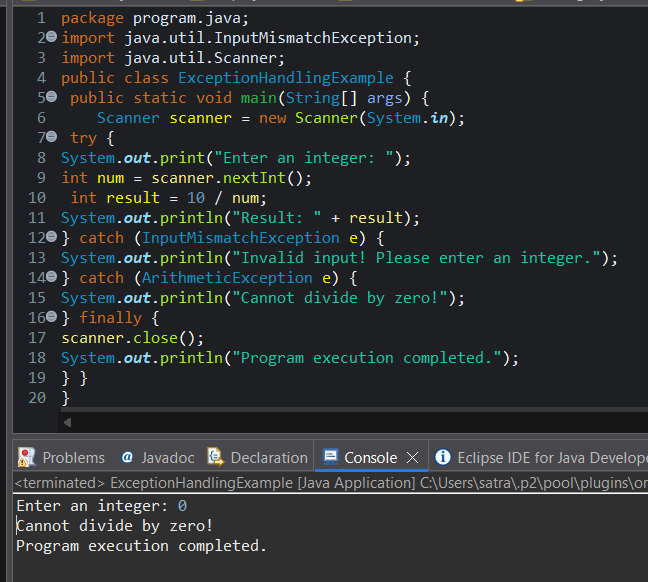 1 package program.java;
2 import java.util.InputMismatchException;
3 import java.util.Scanner;
4 public class ExceptionHandlingExample {
5 public static void main(String[] args) {
6 Scanner scanner = new Scanner(System.in);
7 try {
8 System.out.print("Enter an integer: ");
9 int num = scanner.nextInt();
10 int result = 10 / num;
11 System.out.println("Result: " + result);
12 } catch (InputMismatchException e) {
13 System.out.println("Invalid input! Please enter an integer.");
14 } catch (ArithmeticException e) {
15 System.out.println("Cannot divide by zero!");
16 } finally {
17 scanner.close();
18 System.out.println("Program execution completed.");
19 } }
20 }
Problems @ Javadoc Declaration Console Eclipse IDE for Java Develope
<terminated> ExceptionHandlingExample [Java Application] C:\Users\satra\.p2\pool\plugins\or
Enter an integer: 0
Cannot divide by zero!
Program execution completed.